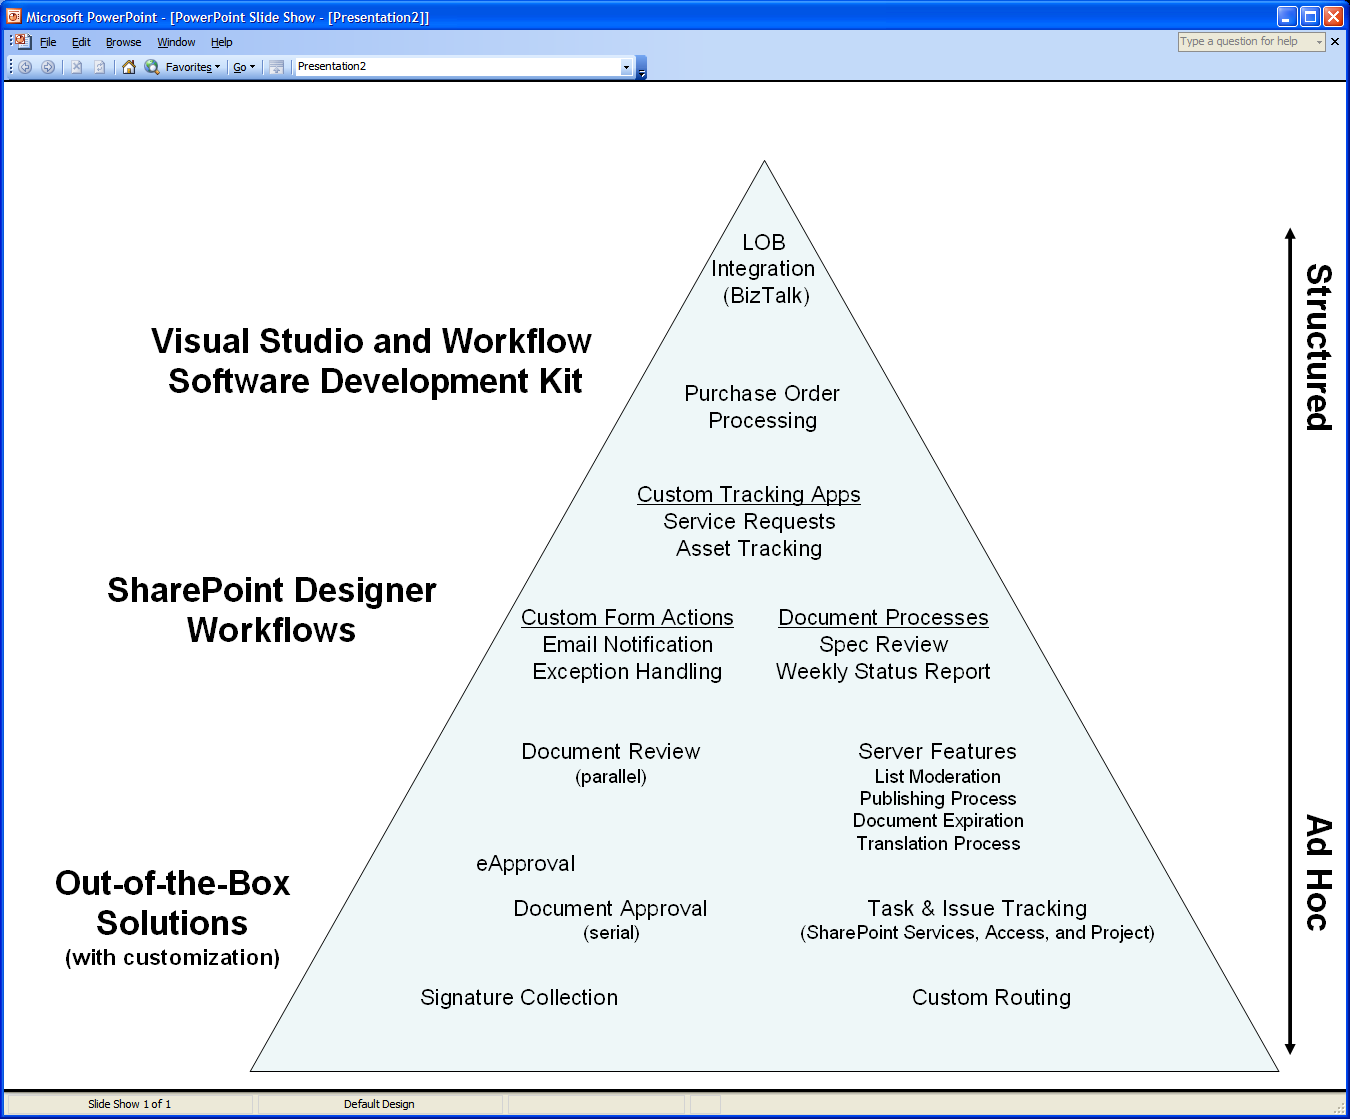 Microsoft PowerPoint - [PowerPoint Slide Show - [Presentation2]]
File Edit Browse Window Help
Type a question for help
Favorites Go Presentation2
LOB
Integration
(BizTalk)
Structured
Visual Studio and Workflow
Software Development Kit
Purchase Order
Processing
Custom Tracking Apps
Service Requests
Asset Tracking
SharePoint Designer
Workflows
Custom Form Actions
Email Notification
Exception Handling
Document Processes
Spec Review
Weekly Status Report
Document Review
(parallel)
Server Features
List Moderation
Publishing Process
Document Expiration
Translation Process
Ad Hoc
Out-of-the-Box
Solutions
(with customization)
eApproval
Document Approval
(serial)
Task & Issue Tracking
(SharePoint Services, Access, and Project)
Signature Collection
Custom Routing
Slide Show 1 of 1
Default Design